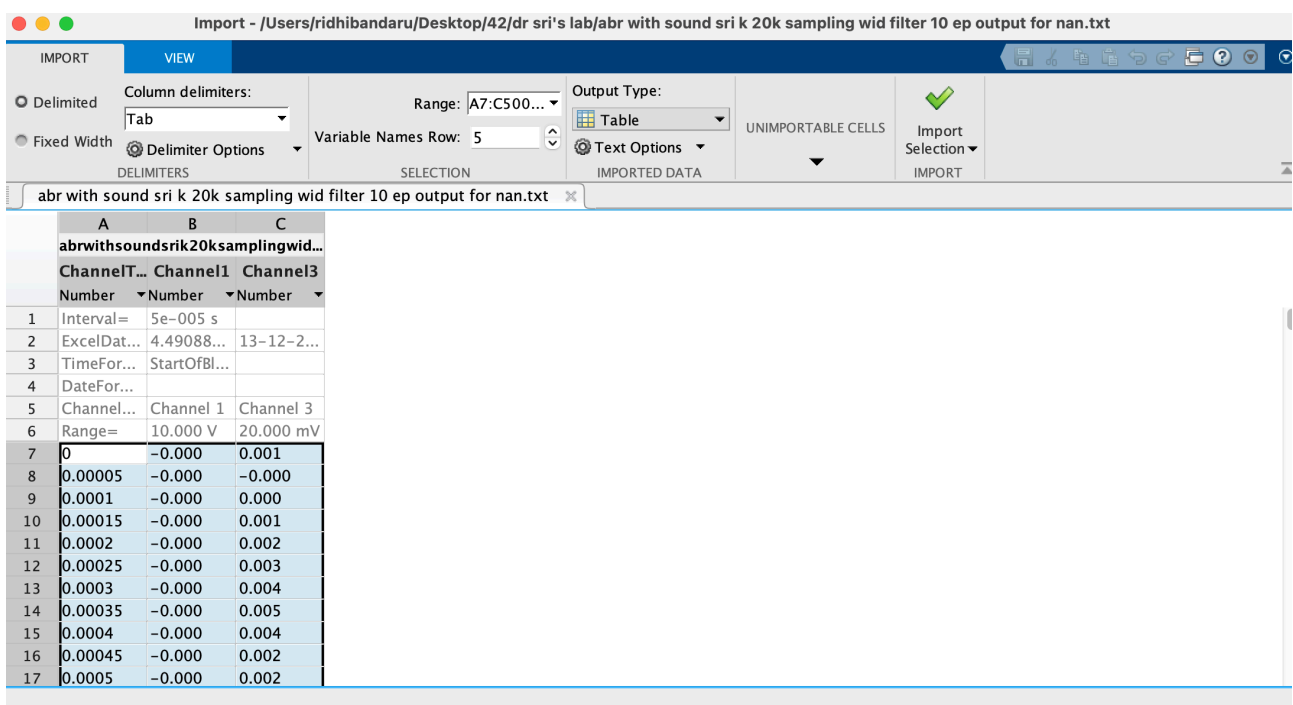 Import - /Users/ridhibandaru/Desktop/42/dr sri's lab/abr with sound sri k 20k sampling wid filter 10 ep output for nan.txt
IMPORT VIEW
Delimited
Fixed Width
Column delimiters:
Tab
Delimiter Options
DELIMITERS
Range: A7:C500...
Variable Names Row: 5
SELECTION
Output Type:
Table
Text Options
IMPORTED DATA
UNIMPORTABLE CELLS
Import
Selection
IMPORT
abr with sound sri k 20k sampling wid filter 10 ep output for nan.txt
A B C
abrwithsoundsrik20ksamplingwid...
ChannelT... Channel1 Channel3
Number Number Number
1 Interval= 5e-005 s
2 ExcelDat... 4.49088... 13-12-2...
3 TimeFor... StartOfBl...
4 DateFor...
5 Channel... Channel 1 Channel 3
6 Range= 10.000 V 20.000 mV
7 0 -0.000 0.001
8 0.00005 -0.000 -0.000
9 0.0001 -0.000 0.000
10 0.00015 -0.000 0.001
11 0.0002 -0.000 0.002
12 0.00025 -0.000 0.003
13 0.0003 -0.000 0.004
14 0.00035 -0.000 0.005
15 0.0004 -0.000 0.004
16 0.00045 -0.000 0.002
17 0.0005 -0.000 0.002